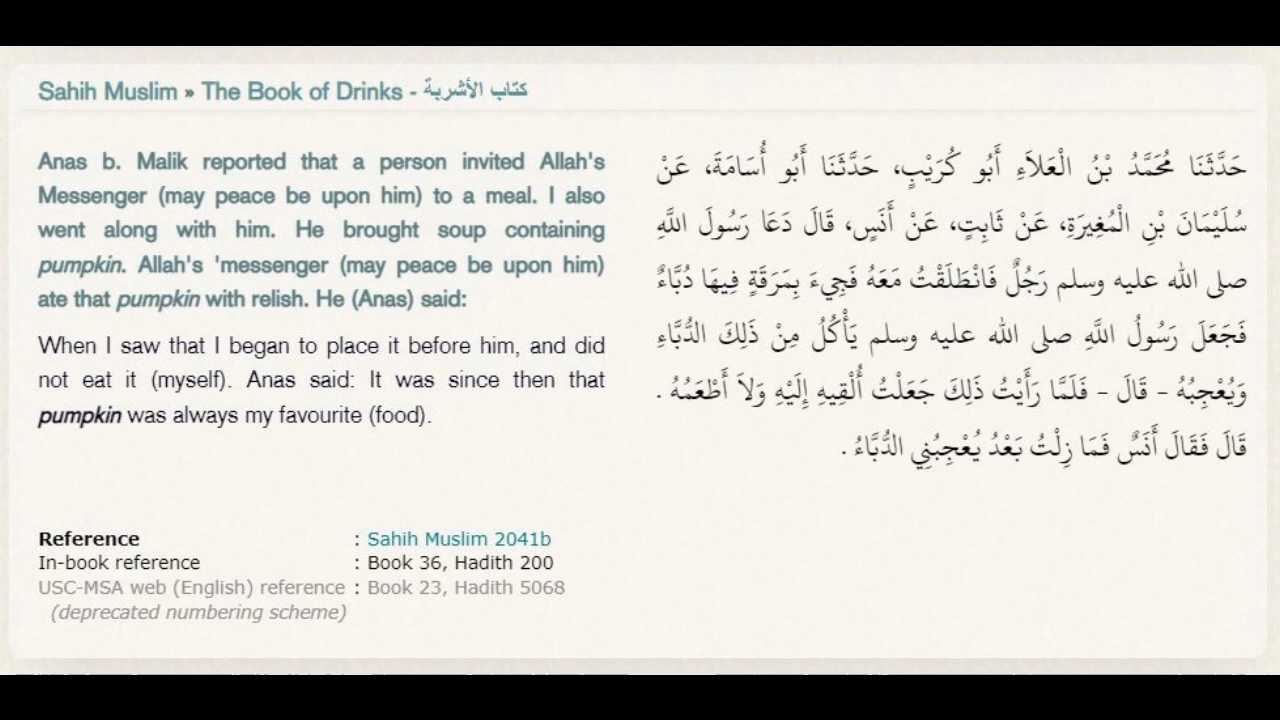 Sahih Muslim » The Book of Drinks - كتاب الأشربة
Anas b. Malik reported that a person invited Allah's
Messenger (may peace be upon him) to a meal. I also
went along with him. He brought soup containing
pumpkin. Allah's 'messenger (may peace be upon him)
ate that pumpkin with relish. He (Anas) said:
When I saw that I began to place it before him, and did
not eat it (myself). Anas said: It was since then that
pumpkin was always my favourite (food).
حَدَّثَنَا مُحَمَّدُ بْنُ الْعَلاَءِ أَبُو كُرَيْبٍ، حَدَّثَنَا أَبُو أُسَامَةَ، عَنْ
سُلَيْمَانَ بْنِ الْمُغِيرَةِ، عَنْ ثَابِتٍ، عَنْ أَنَسٍ، قَالَ دَعَا رَسُولَ اللَّهِ
صلى الله عليه وسلم رَجُلٌ فَانْطَلَقْتُ مَعَهُ فَجِيءَ بِمَرَقَةٍ فِيهَا دُبَّاءٌ
فَجَعَلَ رَسُولُ اللَّهِ صلى الله عليه وسلم يَأْكُلُ مِنْ ذَلِكَ الدُّبَّاءِ
وَيُعْجِبُهُ - قَالَ - فَلَمَّا رَأَيْتُ ذَلِكَ جَعَلْتُ أُلْقِيهِ إِلَيْهِ وَلاَ أَطْعَمُهُ .
قَالَ فَقَالَ أَنَسٌ فَمَا زِلْتُ بَعْدُ يُعْجِبُنِي الدُّبَّاءُ .
Reference : Sahih Muslim 2041b
In-book reference : Book 36, Hadith 200
USC-MSA web (English) reference : Book 23, Hadith 5068
(deprecated numbering scheme)